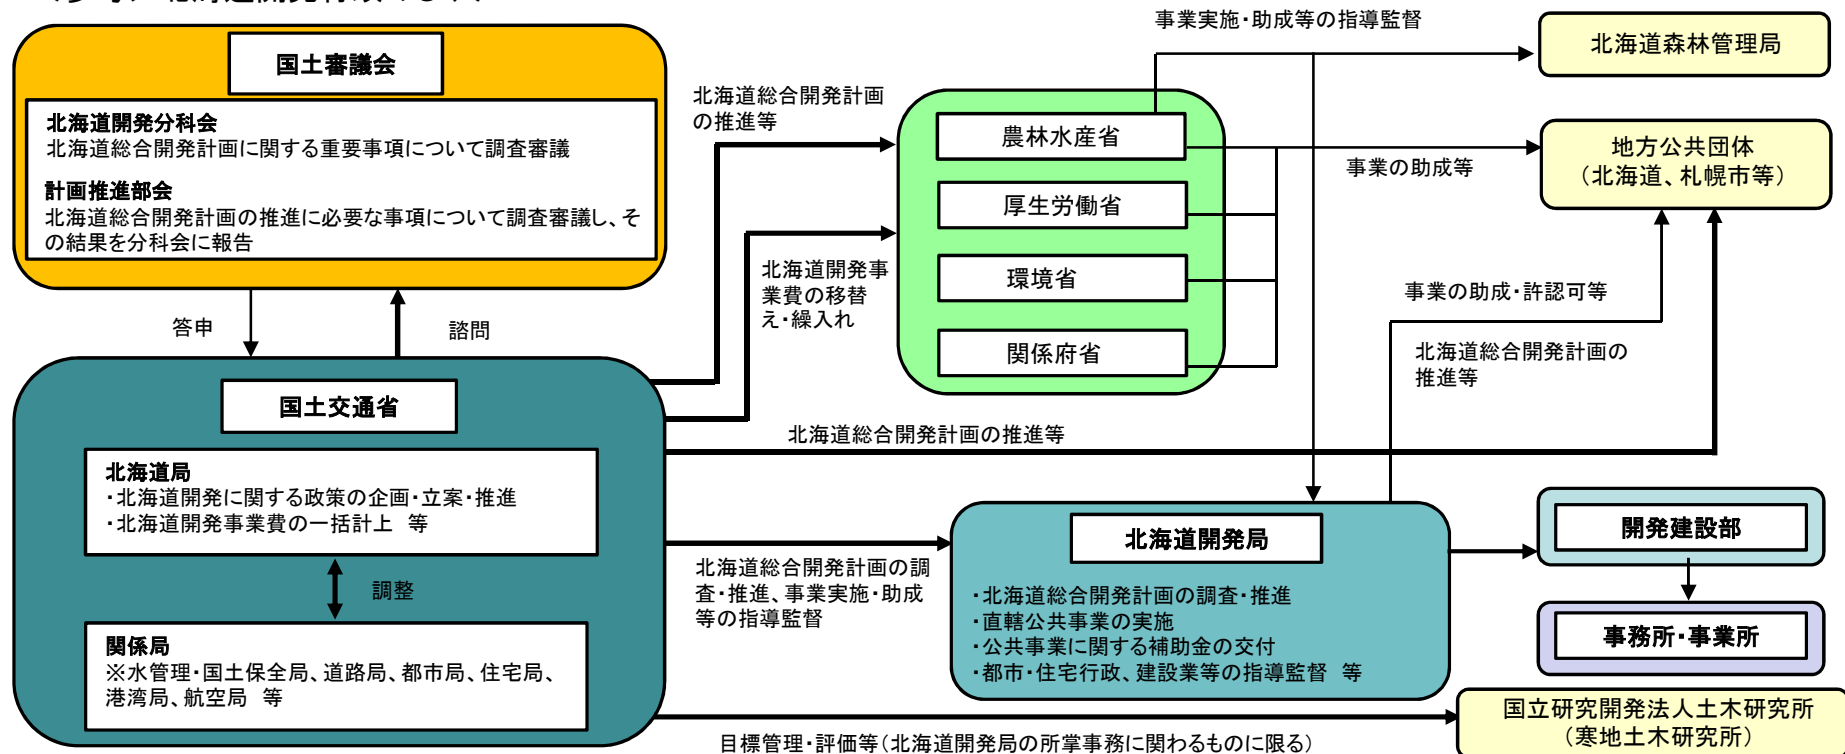 国土審議会
北海道開発分科会
北海道総合開発計画に関する重要事項について調査審議
計画推進部会
北海道総合開発計画の推進に必要な事項について調査審議し、そ
の結果を分科会に報告
答申
諮問
国土交通省
北海道局
・北海道開発に関する政策の企画・立案・推進
・北海道開発事業費の一括計上　等
調整
関係局
※水管理・国土保全局、道路局、都市局、住宅局、
港湾局、航空局　等
北海道総合開発計画
の推進等
北海道開発事
業費の移替
え・繰入れ
農林水産省
厚生労働省
環境省
関係府省
事業実施・助成等の指導監督
北海道森林管理局
事業の助成等
地方公共団体
（北海道、札幌市等）
事業の助成・許認可等
北海道総合開発計画の
推進等
北海道総合開発計画の推進等
北海道総合開発計画の調
査・推進、事業実施・助成
等の指導監督
北海道開発局
・北海道総合開発計画の調査・推進
・直轄公共事業の実施
・公共事業に関する補助金の交付
・都市・住宅行政、建設業等の指導監督　等
開発建設部
事務所・事業所
目標管理・評価等（北海道開発局の所掌事務に関わるものに限る）
国立研究開発法人土木研究所
（寒地土木研究所）